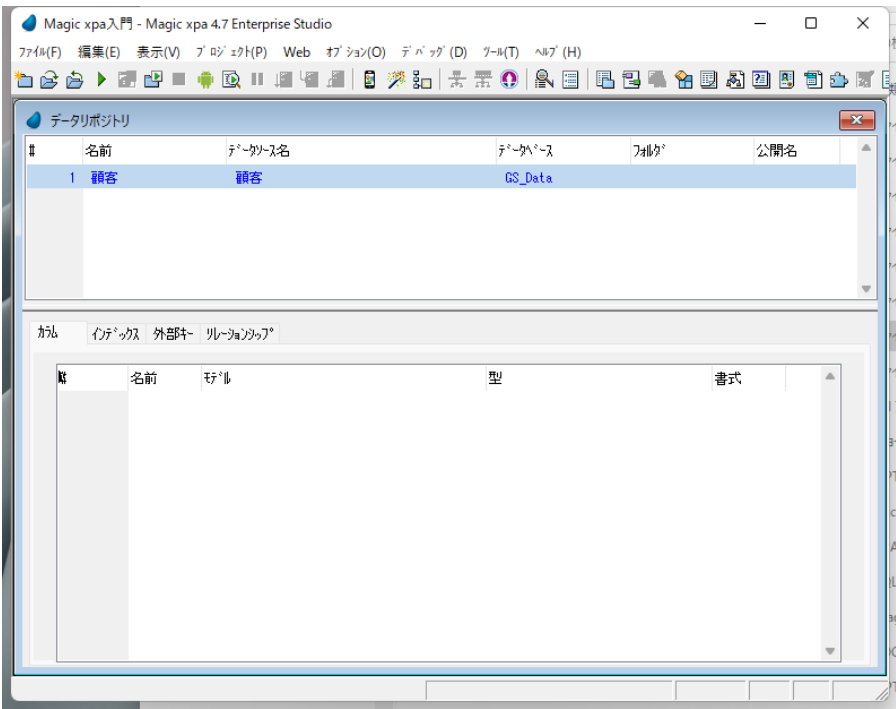 Magic xpa入門 - Magic xpa 4.7 Enterprise Studio
ﾌｧｲﾙ(F) 編集(E) 表示(V) ﾌﾟﾛｼﾞｪｸﾄ(P) Web ｵﾌﾟｼｮﾝ(O) ﾃﾞﾊﾞｯｸﾞ(D) ﾂｰﾙ(T) ﾍﾙﾌﾟ(H)
データリポジトリ
# 名前 ﾃﾞｰﾀｿｰｽ名 ﾃﾞｰﾀﾍﾞｰｽ ﾌｫﾙﾀﾞ 公開名
1 顧客 顧客 GS_Data
ｶﾗﾑ ｲﾝﾃﾞｯｸｽ 外部ｷｰ ﾘﾚｰｼｮﾝｼｯﾌﾟ
# 名前 ﾓﾃﾞﾙ 型 書式